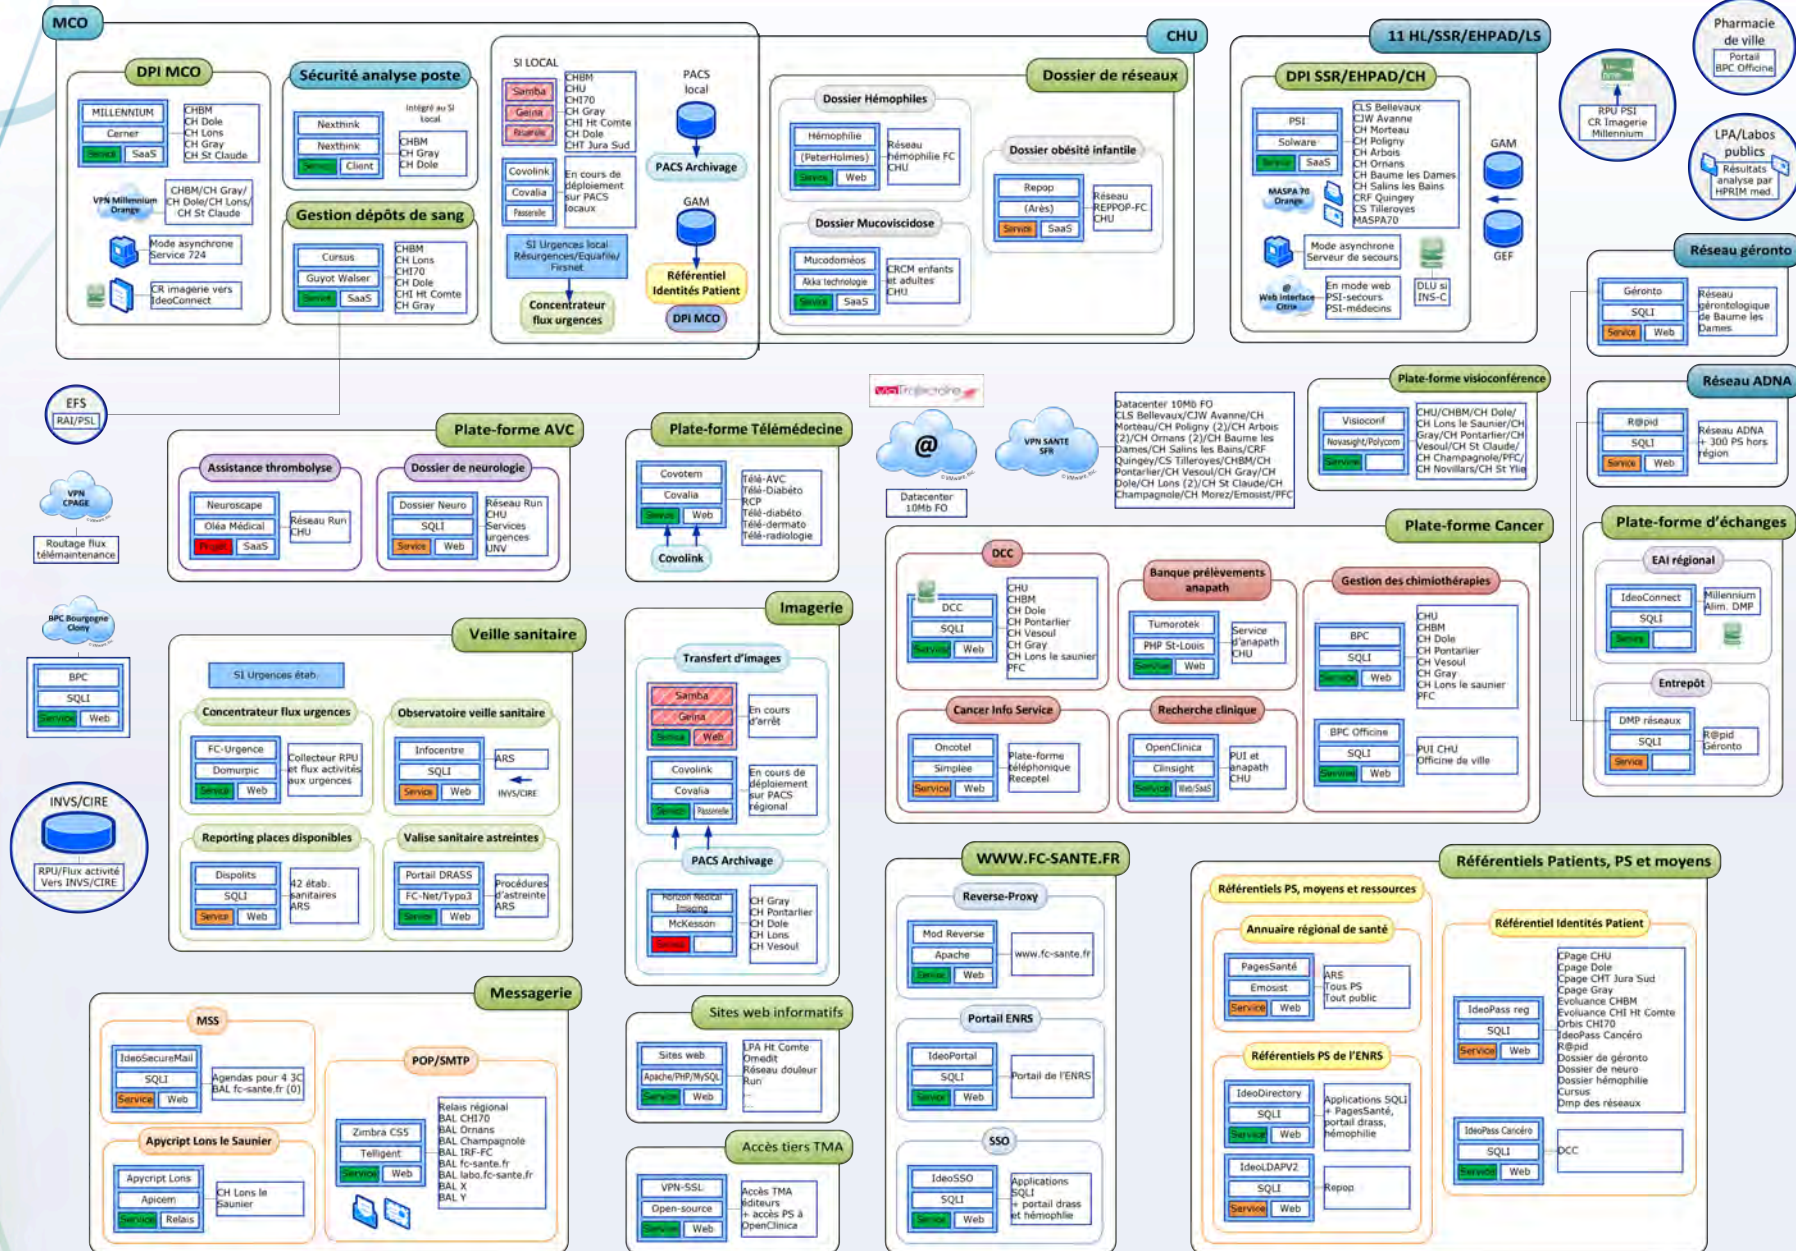 MCO
DPI MCO
MILLENNIUM
Cerner
Service
SaaS
CHBM
CH Dole
CH Lons
CH Gray
CH St Claude
VPN Millennium
Orange
CHBM/CH Gray/
CH Dole/CH Lons/
CH St Claude
Mode asynchrone
Service 724
CR imagerie vers
IdeoConnect
Sécurité analyse poste
Nexthink
Nexthink
Service
Client
Intégré au SI
local
CHBM
CH Gray
CH Dole
Gestion dépôts de sang
Cursus
Guyot Walser
Service
SaaS
CHBM
CH Lons
CHI70
CH Dole
CHI Ht Comte
CH Gray
CHU
SI LOCAL
Samba
Geina
Passerelle
CHBM
CHU
CHI70
CH Gray
CHI Ht Comte
CH Dole
CHT Jura Sud
Covolink
Covalia
Passerelle
En cours de
déploiement
sur PACS
locaux
SI Urgences local
Résurgences/Equafile/
Firsnet
Concentrateur
flux urgences
PACS
local
PACS Archivage
GAM
Référentiel
Identités Patient
DPI MCO
Dossier de réseaux
Dossier Hémophiles
Hémophilie
(PeterHolmes)
Service
Web
Réseau
hémophilie FC
CHU
Dossier Mucoviscidose
Mucodoméos
Akka technologie
Service
SaaS
CRCM enfants
et adultes
CHU
Dossier obésité infantile
Repop
(Arès)
Service
SaaS
Réseau
REPPOP-FC
CHU
11 HL/SSR/EHPAD/LS
DPI SSR/EHPAD/CH
PSI
Solware
Service
SaaS
MASPA 70
Orange
CLS Bellevaux
CJW Avanne
CH Morteau
CH Poligny
CH Arbois
CH Ornans
CH Baume les Dames
CH Salins les Bains
CRF Quingey
CS Tilleroyes
MASPA70
Mode asynchrone
Serveur de secours
@
Web Interface
Citrix
En mode web
PSI-secours
PSI-médecins
DLU si
INS-C
GAM
GEF
RPU PSI
CR Imagerie
Millennium
Pharmacie
de ville
Portail
BPC Officine
LPA/Labos
publics
Résultats
analyse par
HPRIM med.
Réseau géronto
Géronto
SQLI
Service
Web
Réseau
gérontologique
de Baume les
Dames
Réseau ADNA
R@pid
SQLI
Service
Web
Réseau ADNA
+ 300 PS hors
région
EFS
RAI/PSL
VPN
CPAGE
Routage flux
télémaintenance
BPC Bourgogne
Clony
BPC
SQLI
Service
Web
INVS/CIRE
RPU/Flux activité
Vers INVS/CIRE
Plate-forme AVC
Assistance thrombolyse
Neuroscape
Oléa Médical
Projet
SaaS
Réseau Run
CHU
Dossier de neurologie
Dossier Neuro
SQLI
Service
Web
Réseau Run
CHU
Services
urgences
UNV
Plate-forme Télémédecine
Covotem
Covalia
Service
Web
Covolink
Télé-AVC
Télé-Diabéto
RCP
Télé-diabéto
Télé-dermato
Télé-radiologie
ViaTrajectoire
@
Datacenter
10Mb FO
VPN SANTE
SFR
Datacenter 10Mb FO
CLS Bellevaux/CJW Avanne/CH
Morteau/CH Poligny (2)/CH Arbois
(2)/CH Ornans (2)/CH Baume les
Dames/CH Salins les Bains/CRF
Quingey/CS Tilleroyes/CHBM/CH
Pontarlier/CH Vesoul/CH Gray/CH
Dole/CH Lons (2)/CH St Claude/CH
Champagnole/CH Morez/Emosist/PFC
Plate-forme visioconférence
Visioconf
Novasight/Polycom
Service
CHU/CHBM/CH Dole/
CH Lons le Saunier/CH
Gray/CH Pontarlier/CH
Vesoul/CH St Claude/
CH Champagnole/PFC/
CH Novillars/CH St Ylie
Plate-forme Cancer
DCC
DCC
SQLI
Service
Web
CHU
CHBM
CH Dole
CH Pontarlier
CH Vesoul
CH Gray
CH Lons le saunier
PFC
Banque prélèvements
anapath
Tumorotek
PHP St-Louis
Service
Web
Service
d'anapath
CHU
Gestion des chimiothérapies
BPC
SQLI
Service
Web
CHU
CHBM
CH Dole
CH Pontarlier
CH Vesoul
CH Gray
CH Lons le saunier
PFC
BPC Officine
SQLI
Service
Web
PUI CHU
Officine de ville
Cancer Info Service
Oncotel
Simplee
Service
Web
Plate-forme
téléphonique
Receptel
Recherche clinique
OpenClinica
Clinsight
Service
Web/SaaS
PUI et
anapath
CHU
Plate-forme d'échanges
EAI régional
IdeoConnect
SQLI
Service
Millennium
Alim. DMP
Entrepôt
DMP réseaux
SQLI
Service
R@pid
Géronto
Veille sanitaire
SI Urgences étab.
Concentrateur flux urgences
FC-Urgence
Domurpic
Service
Web
Collecteur RPU
et flux activités
aux urgences
Observatoire veille sanitaire
Infocentre
SQLI
Service
Web
ARS
INVS/CIRE
Reporting places disponibles
Dispolits
SQLI
Service
Web
42 étab.
sanitaires
ARS
Valise sanitaire astreintes
Portail DRASS
FC-Net/Typo3
Service
Web
Procédures
d'astreinte
ARS
Imagerie
Transfert d'images
Samba
Geina
Service
Web
En cours
d'arrêt
Covolink
Covalia
Service
Passerelle
En cours de
déploiement
sur PACS
régional
PACS Archivage
Horizon Medical
Imaging
McKesson
Service
CH Gray
CH Pontarlier
CH Dole
CH Lons
CH Vesoul
WWW.FC-SANTE.FR
Reverse-Proxy
Mod Reverse
Apache
Service
Web
www.fc-sante.fr
Portail ENRS
IdeoPortal
SQLI
Service
Web
Portail de l'ENRS
SSO
IdeoSSO
SQLI
Service
Web
Applications
SQLI
+ portail drass
et hémophlie
Référentiels Patients, PS et moyens
Référentiels PS, moyens et ressources
Annuaire régional de santé
PagesSanté
Emosist
Service
Web
ARS
Tous PS
Tout public
Référentiels PS de l'ENRS
IdeoDirectory
SQLI
Service
Web
Applications SQLI
+ PagesSanté,
portail drass,
hémophilie
IdeoLDAPV2
SQLI
Service
Web
Repop
Référentiel Identités Patient
IdeoPass reg
SQLI
Service
Web
CPage CHU
Cpage Dole
Cpage CHT Jura Sud
Cpage Gray
Evoluance CHBM
Evoluance CHI Ht Comte
Orbis CHI70
IdeoPass Cancéro
R@pid
Dossier de géronto
Dossier de neuro
Dossier hémophilie
Cursus
Dmp des réseaux
IdeoPass Cancéro
SQLI
Service
Web
DCC
Messagerie
MSS
IdeoSecureMail
SQLI
Service
Web
Agendas pour 4 3C
BAL fc-sante.fr (0)
Apycript Lons le Saunier
Apycript Lons
Apicem
Service
Relais
CH Lons le
Saunier
POP/SMTP
Zimbra CS5
Telligent
Service
Web
Relais régional
BAL CHI70
BAL Ornans
BAL Champagnole
BAL IRF-FC
BAL fc-sante.fr
BAL labo.fc-sante.fr
BAL X
BAL Y
Sites web informatifs
Sites web
Apache/PHP/MySQL
Service
Web
LPA Ht Comte
Omedit
Réseau douleur
Run
...
...
Accès tiers TMA
VPN-SSL
Open-source
Service
Web
Accès TMA
éditeurs
+ accès PS à
OpenClinica